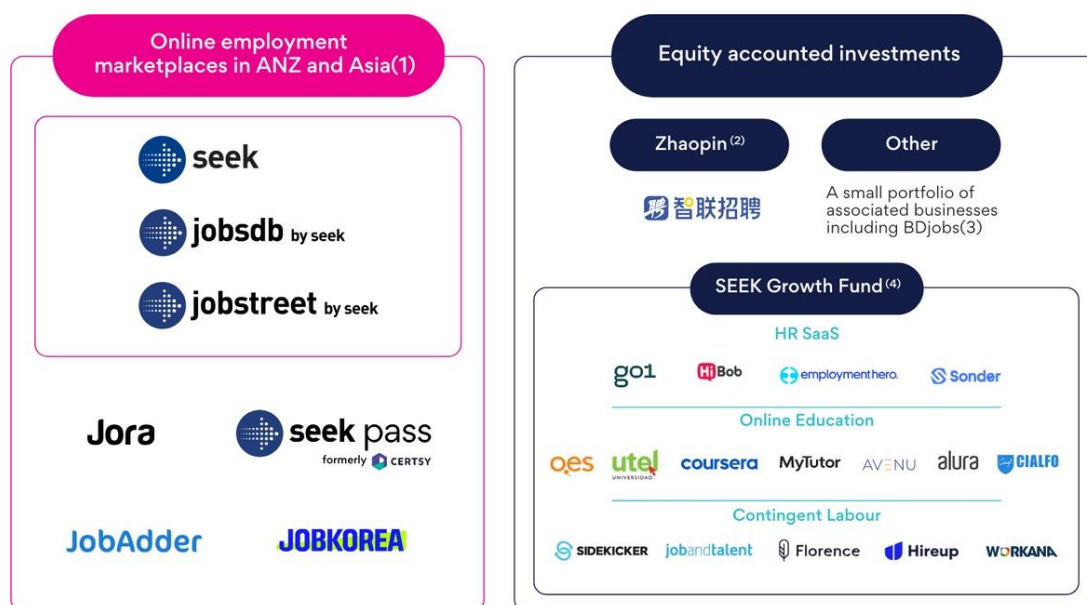 Online employment
marketplaces in ANZ and Asia(1)
seek
jobsdb by seek
jobstreet by seek
Jora
seek pass
formerly CERTSY
JobAdder
JOBKOREA
Equity accounted investments
Zhaopin (2)
Other
聘 智联招聘
A small portfolio of
associated businesses
including BDjobs(3)
SEEK Growth Fund (4)
HR SaaS
go1
HiBob
employmenthero.
Sonder
Online Education
oes
utel
UNIVERSIDAD
coursera
MyTutor
AVENU
alura
CIALFO
Contingent Labour
SIDEKICKER
jobandtalent
Florence
Hireup
WORKANA